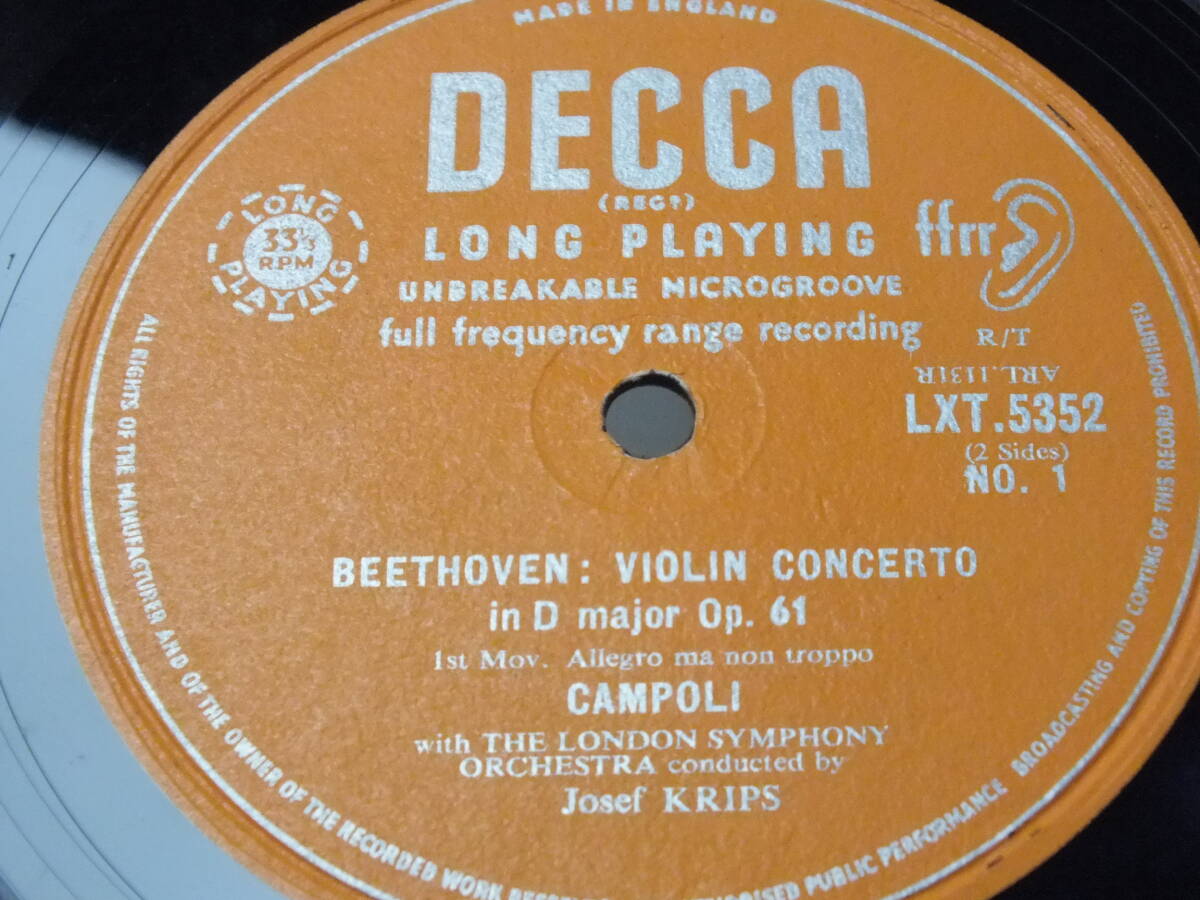 MADE IN ENGLAND
DECCA
(REGᴰ)
LONG PLAYING
33⅓
RPM
LONG PLAYING
ffrr
UNBREAKABLE MICROGROOVE
full frequency range recording
R/T
ARL.1131R
LXT.5352
(2 Sides)
NO. 1
BEETHOVEN: VIOLIN CONCERTO
in D major Op. 61
1st Mov. Allegro ma non troppo
CAMPOLI
with THE LONDON SYMPHONY
ORCHESTRA conducted by
Josef KRIPS
ALL RIGHTS OF THE MANUFACTURER AND OF THE OWNER OF THE RECORDED WORK PUBLIC PERFORMANCE BROADCASTING AND COPYING OF THIS RECORD PROHIBITED